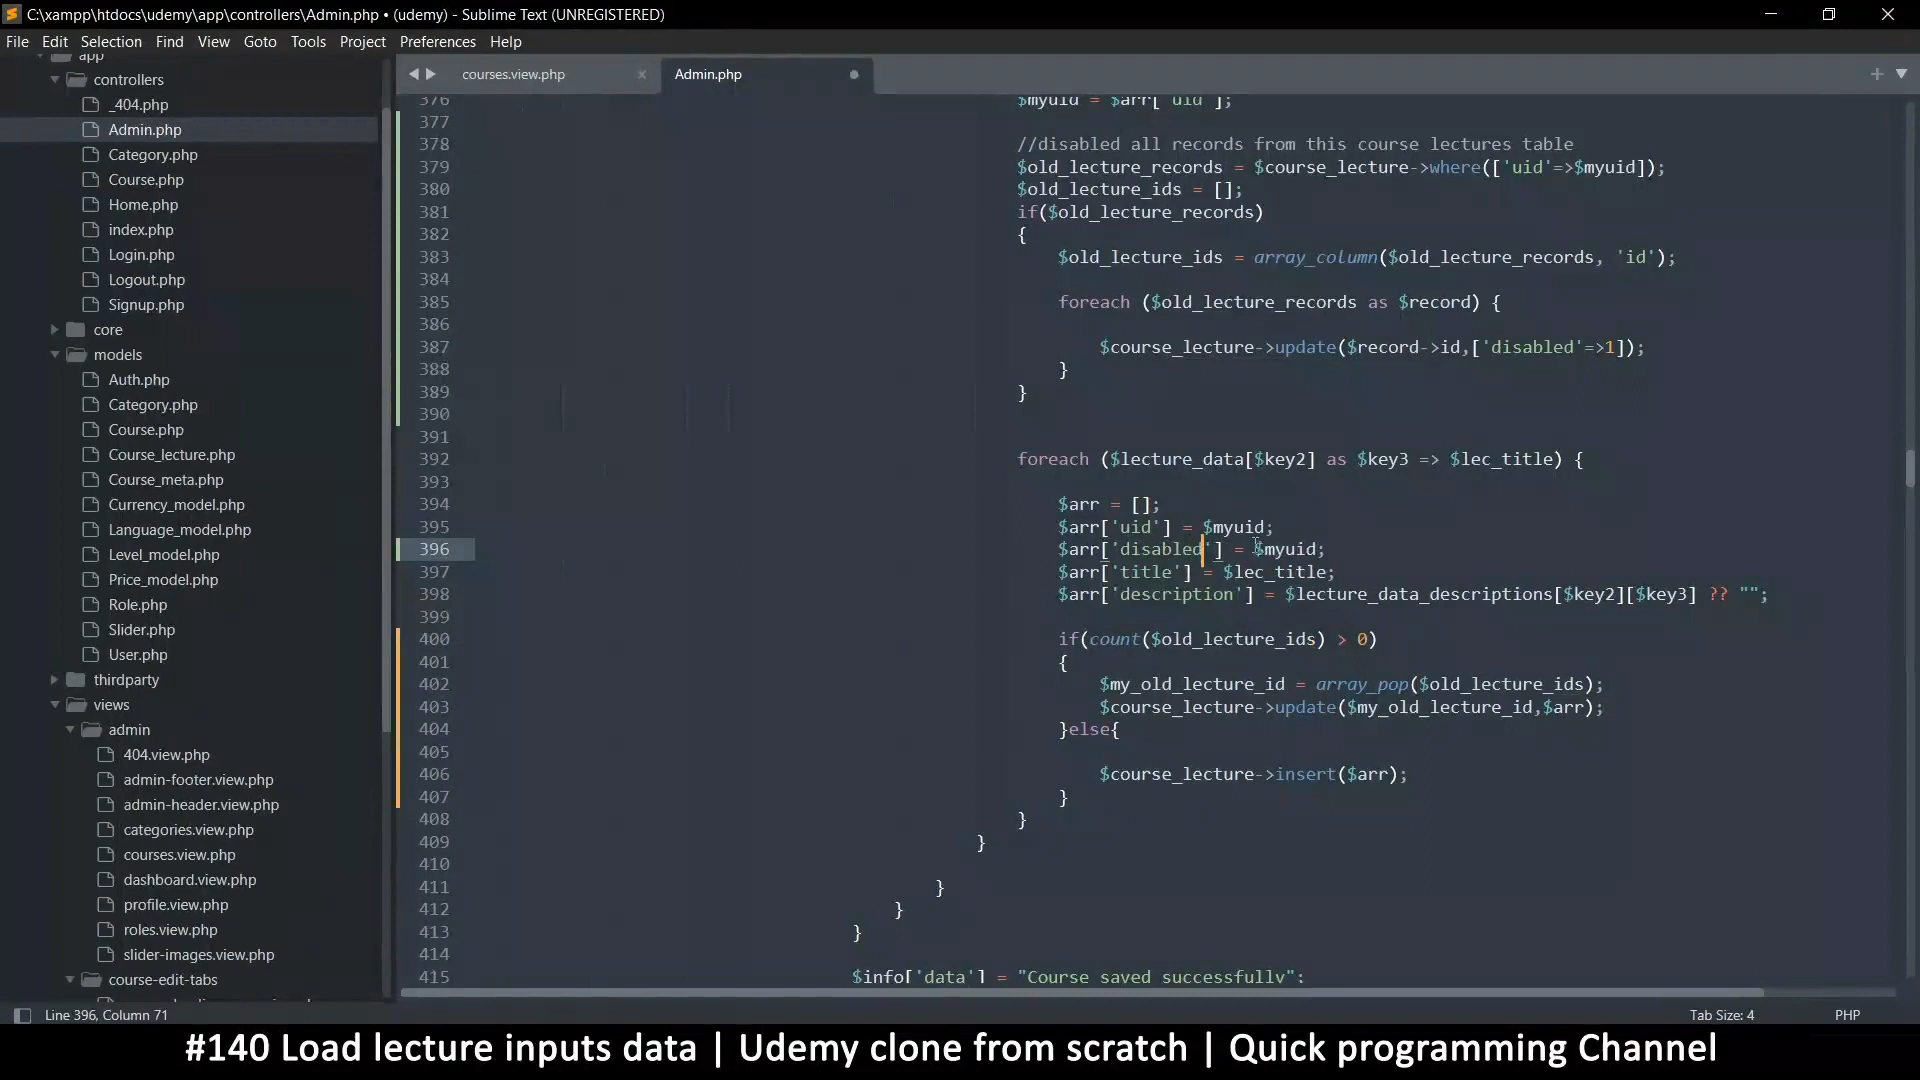 C:\xampp\htdocs\udemy\app\controllers\Admin.php • (udemy) - Sublime Text (UNREGISTERED)
File Edit Selection Find View Goto Tools Project Preferences Help
app
controllers
_404.php
Admin.php
Category.php
Course.php
Home.php
index.php
Login.php
Logout.php
Signup.php
core
models
Auth.php
Category.php
Course.php
Course_lecture.php
Course_meta.php
Currency_model.php
Language_model.php
Level_model.php
Price_model.php
Role.php
Slider.php
User.php
thirdparty
views
admin
404.view.php
admin-footer.view.php
admin-header.view.php
categories.view.php
courses.view.php
dashboard.view.php
profile.view.php
roles.view.php
slider-images.view.php
course-edit-tabs
courses.view.php × Admin.php
376 $myuid = $arr['uid'];
377
378 //disabled all records from this course lectures table
379 $old_lecture_records = $course_lecture->where(['uid'=>$myuid]);
380 $old_lecture_ids = [];
381 if($old_lecture_records)
382 {
383 $old_lecture_ids = array_column($old_lecture_records, 'id');
384
385 foreach ($old_lecture_records as $record) {
386
387 $course_lecture->update($record->id,['disabled'=>1]);
388 }
389 }
390
391
392 foreach ($lecture_data[$key2] as $key3 => $lec_title) {
393
394 $arr = [];
395 $arr['uid'] = $myuid;
396 $arr['disabled'] = $myuid;
397 $arr['title'] = $lec_title;
398 $arr['description'] = $lecture_data_descriptions[$key2][$key3] ?? "";
399
400 if(count($old_lecture_ids) > 0)
401 {
402 $my_old_lecture_id = array_pop($old_lecture_ids);
403 $course_lecture->update($my_old_lecture_id,$arr);
404 }else{
405
406 $course_lecture->insert($arr);
407 }
408 }
409 }
410
411 }
412 }
413 }
414
415 $info['data'] = "Course saved successfully";
Line 396, Column 71 Tab Size: 4 PHP
#140 Load lecture inputs data | Udemy clone from scratch | Quick programming Channel